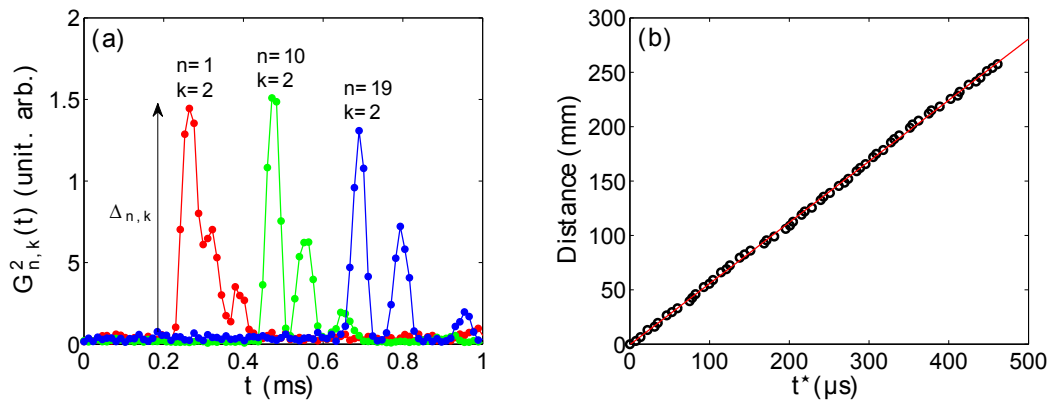 (a)
n=1
k=2
n=10
k=2
n=19
k=2
Δn,k
G²n,k(t) (unit. arb.)
2
1.5
1
.5
0
0 0.2 0.4 0.6 0.8 1
t (ms)
(b)
Distance (mm)
300
250
200
150
100
50
0
0 100 200 300 400 500
t* (µs)